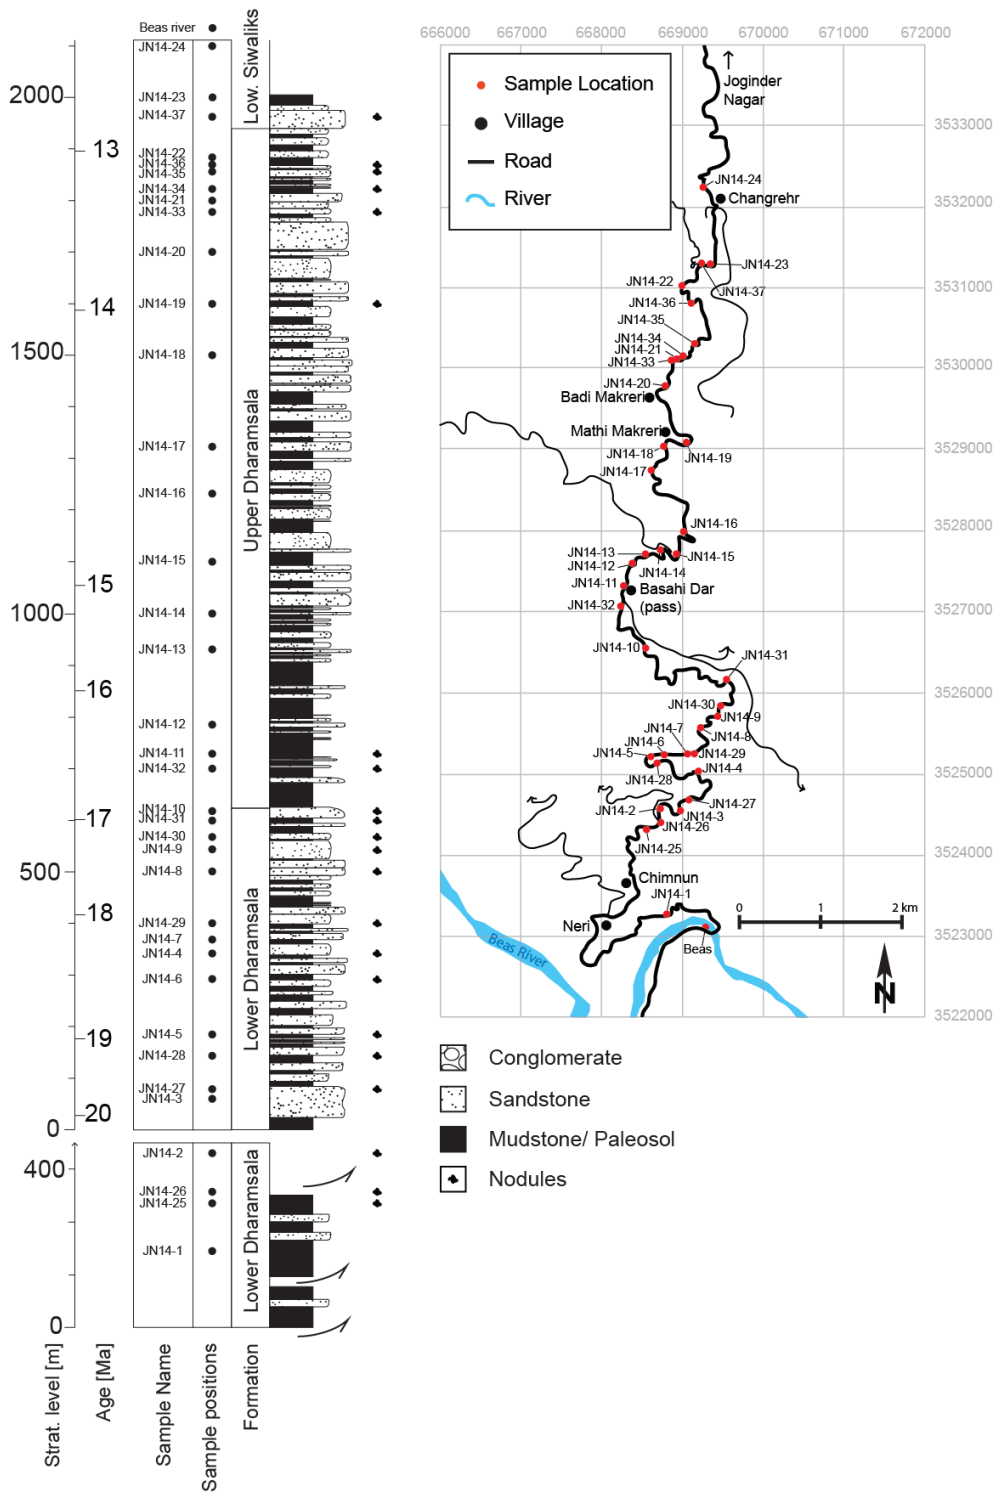 Beas river
JN14-24
2000
JN14-23
JN14-37
13
JN14-22
JN14-36
JN14-35
JN14-34
JN14-21
JN14-33
JN14-20
JN14-19
14
1500
JN14-18
JN14-17
JN14-16
JN14-15
15
1000
JN14-14
JN14-13
16
JN14-12
JN14-11
JN14-32
JN14-10
JN14-31
17
JN14-30
JN14-9
500
JN14-8
18
JN14-29
JN14-7
JN14-4
JN14-6
JN14-5
19
JN14-28
JN14-27
JN14-3
20
0
Low. Siwaliks
Upper Dharamsala
Lower Dharamsala
JN14-2
400
JN14-26
JN14-25
JN14-1
0
Lower Dharamsala
Strat. level [m]
Age [Ma]
Sample Name
Sample positions
Formation
666000 667000 668000 669000 670000 671000 672000
Sample Location
Village
Road
River
Joginder
Nagar
3533000
JN14-24
Changrehr
3532000
JN14-23
JN14-22
JN14-37
3531000
JN14-36
JN14-35
JN14-34
JN14-21
JN14-33
3530000
JN14-20
Badi Makreri
Mathi Makreri
JN14-18
JN14-19
3529000
JN14-17
JN14-16
3528000
JN14-13
JN14-15
JN14-12
JN14-14
JN14-11
Basahi Dar
(pass)
JN14-32
3527000
JN14-10
JN14-31
3526000
JN14-30
JN14-9
JN14-7
JN14-8
JN14-6
JN14-5
JN14-29
JN14-4
JN14-28
3525000
JN14-27
JN14-2
JN14-3
JN14-26
JN14-25
3524000
Chimnun
JN14-1
0 1 2 km
Neri
3523000
Beas
Beas River
N
3522000
Conglomerate
Sandstone
Mudstone/ Paleosol
Nodules